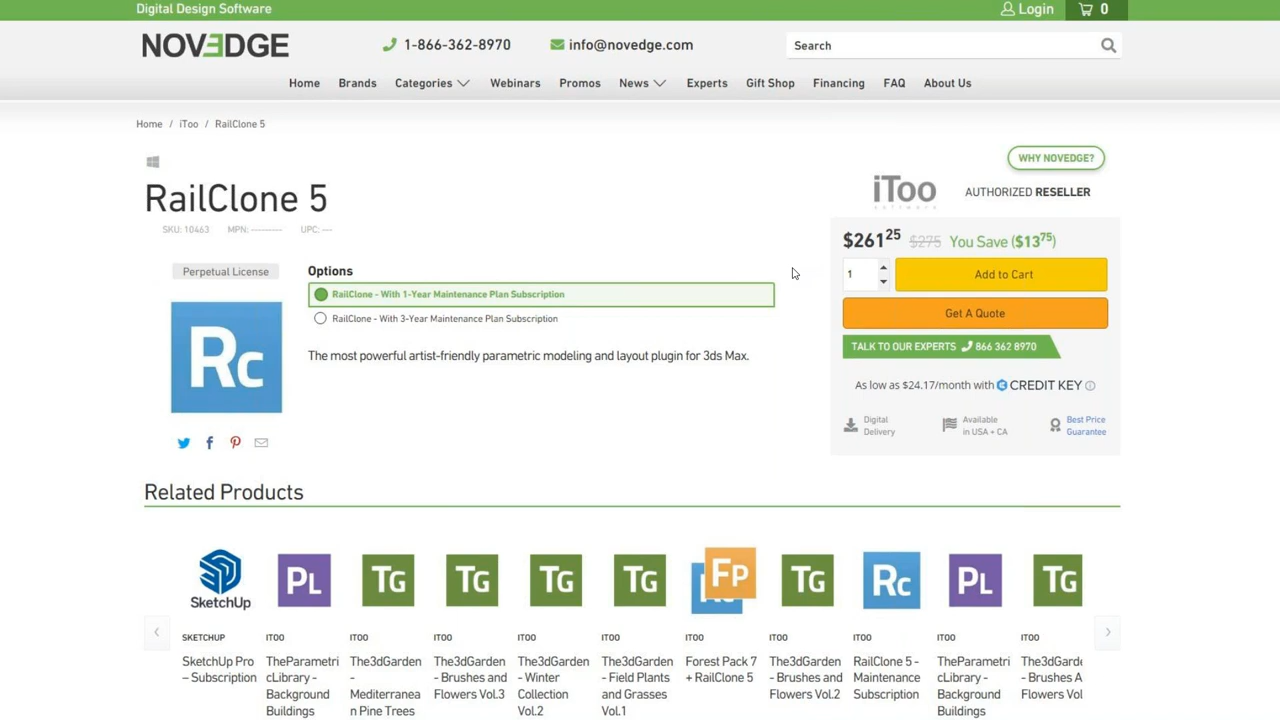 Digital Design Software
Login
0
NOVEDGE
1-866-362-8970
info@novedge.com
Search
Home
Brands
Categories
Webinars
Promos
News
Experts
Gift Shop
Financing
FAQ
About Us
Home / iToo / RailClone 5
WHY NOVEDGE?
RailClone 5
iToo
software
AUTHORIZED RESELLER
SKU: 10463 MPN: ---------- UPC: ---
$261.25 $275 You Save ($13.75)
Perpetual License
Options
1
Add to Cart
RailClone - With 1-Year Maintenance Plan Subscription
RailClone - With 3-Year Maintenance Plan Subscription
Get A Quote
TALK TO OUR EXPERTS 866 362 8970
The most powerful artist-friendly parametric modeling and layout plugin for 3ds Max.
Rc
As low as $24.17/month with CREDIT KEY
Digital
Delivery
Available
in USA + CA
Best Price
Guarantee
Related Products
SketchUp
PL
TG
TG
TG
TG
FP
TG
Rc
PL
TG
SKETCHUP
SketchUp Pro
– Subscription
ITOO
TheParametri
cLibrary -
Background
Buildings
ITOO
The3dGarden
-
Mediterranea
n Pine Trees
ITOO
The3dGarden
- Brushes and
Flowers Vol.3
ITOO
The3dGarden
- Winter
Collection
Vol.2
ITOO
The3dGarden
- Field Plants
and Grasses
Vol.1
ITOO
Forest Pack 7
+ RailClone 5
ITOO
The3dGarden
- Brushes and
Flowers Vol.2
ITOO
RailClone 5 -
Maintenance
Subscription
ITOO
TheParametri
cLibrary -
Background
Buildings
ITOO
The3dGarde
- Brushes A
Flowers Vol